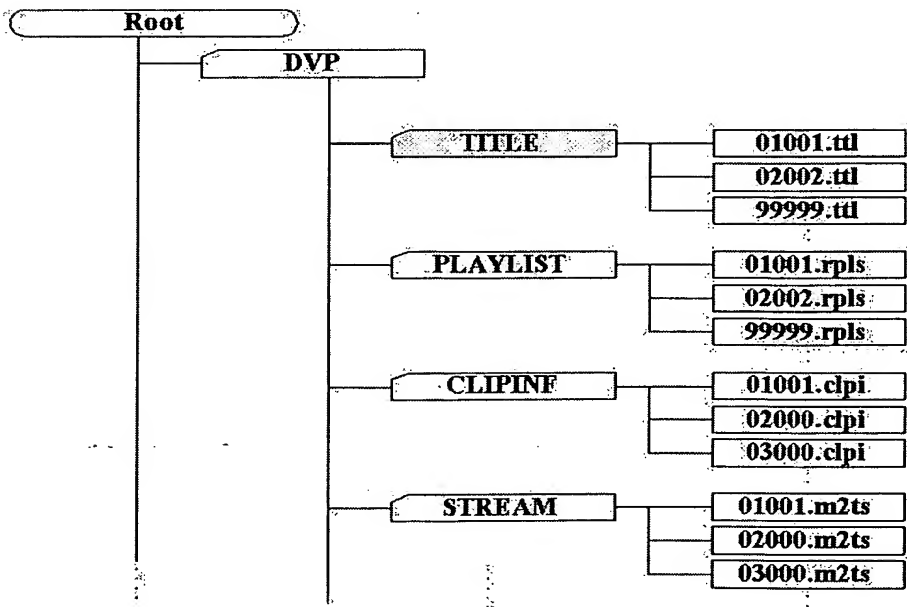 Root
DVP
TITLE
01001.ttl
02002.ttl
99999.ttl
PLAYLIST
01001.rpls
02002.rpls
99999.rpls
CLIPINF
01001.clpi
02000.clpi
03000.clpi
STREAM
01001.m2ts
02000.m2ts
03000.m2ts